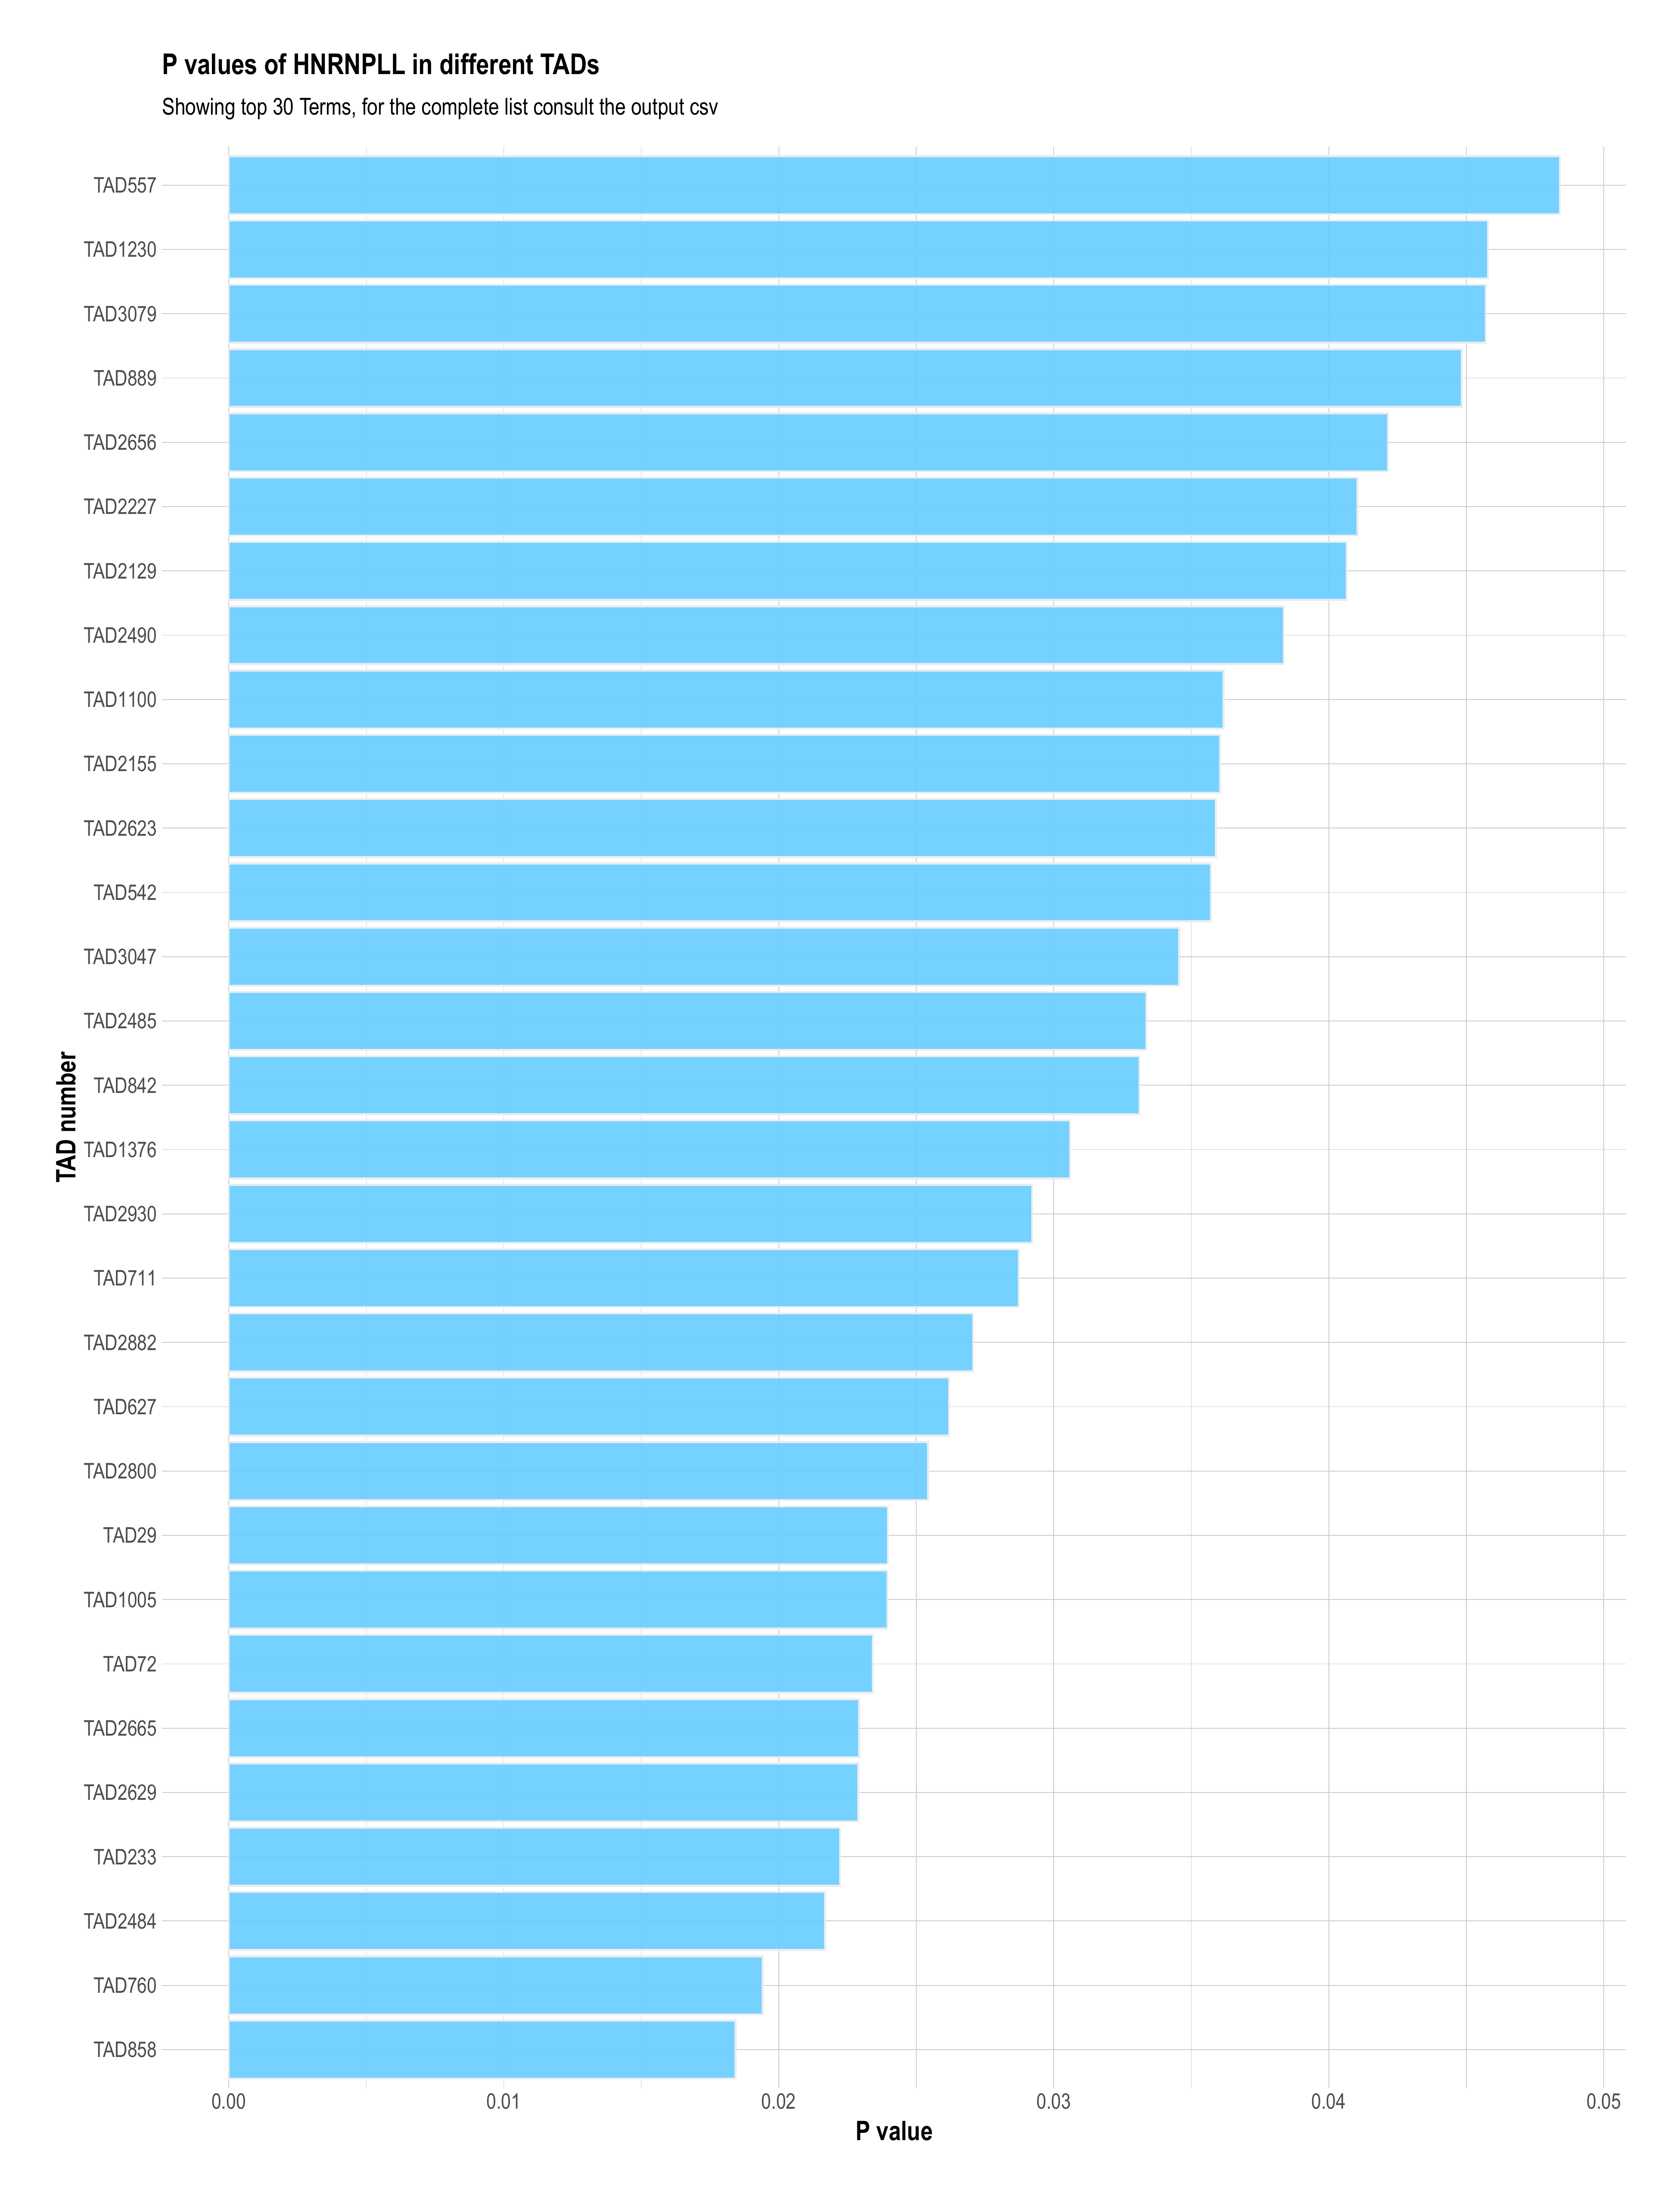 P values of HNRNPLL in different TADs
Showing top 30 Terms, for the complete list consult the output csv
TAD557
TAD1230
TAD3079
TAD889
TAD2656
TAD2227
TAD2129
TAD2490
TAD1100
TAD2155
TAD2623
TAD542
TAD3047
TAD2485
TAD842
TAD1376
TAD2930
TAD711
TAD2882
TAD627
TAD2800
TAD29
TAD1005
TAD72
TAD2665
TAD2629
TAD233
TAD2484
TAD760
TAD858
TAD number
0.00 0.01 0.02 0.03 0.04 0.05
P value